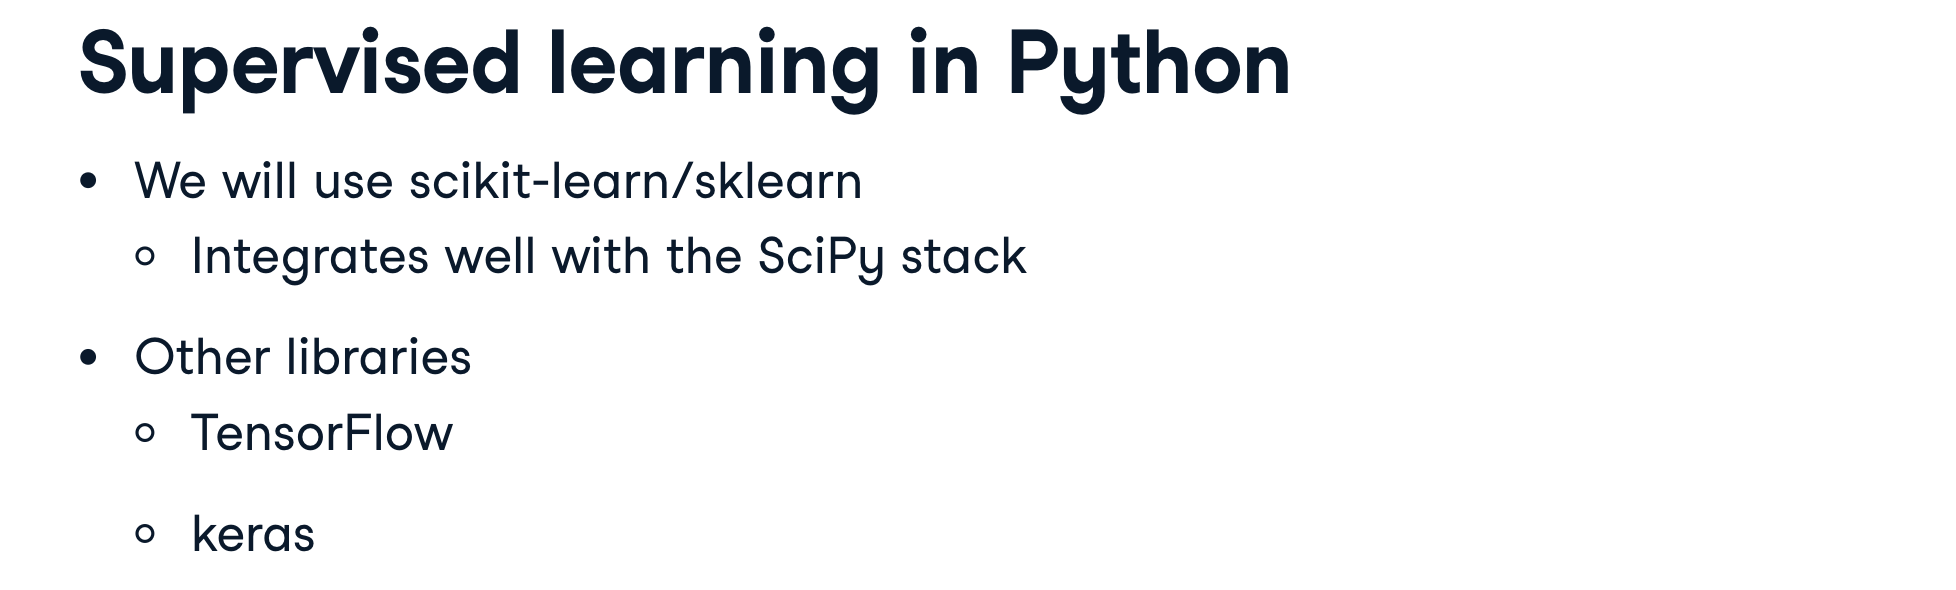 Supervised learning in Python
• We will use scikit-learn/sklearn
○ Integrates well with the SciPy stack
• Other libraries
○ TensorFlow
○ keras